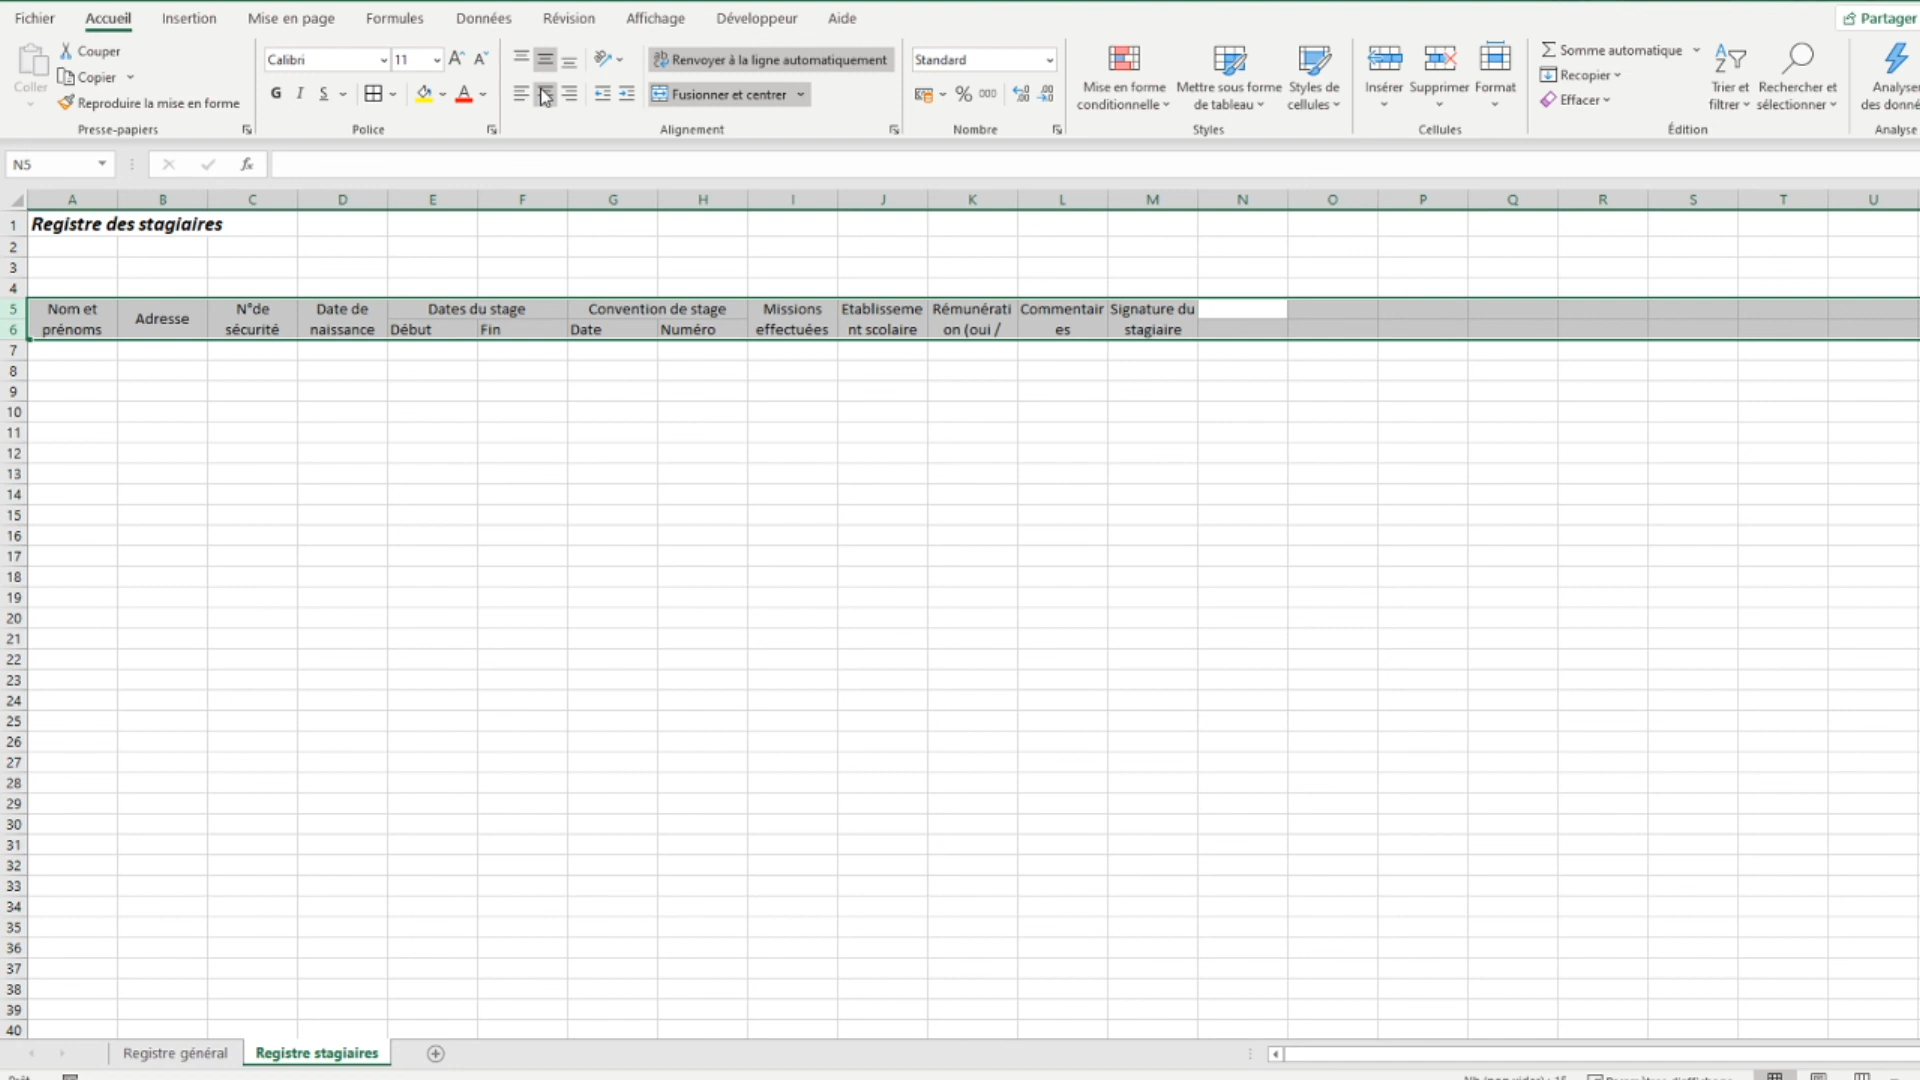 Fichier Accueil Insertion Mise en page Formules Données Révision Affichage Développeur Aide Partager
Couper
Copier
Reproduire la mise en forme
Coller
Presse-papiers
Calibri 11
G I S
Police
Renvoyer à la ligne automatiquement
Fusionner et centrer
Alignement
Standard
% 000
Nombre
Mise en forme conditionnelle
Mettre sous forme de tableau
Styles de cellules
Styles
Insérer Supprimer Format
Cellules
Somme automatique
Recopier
Effacer
Trier et filtrer
Rechercher et sélectionner
Édition
Analyser
des donné
Analyse
N5 fx
A B C D E F G H I J K L M N O P Q R S T U
1 Registre des stagiaires
2
3
4
5 Nom et Adresse N°de Date de Dates du stage Convention de stage Missions Etablisseme Rémunérati Commentair Signature du
6 prénoms sécurité naissance Début Fin Date Numéro effectuées nt scolaire on (oui / es stagiaire
7
8
9
10
11
12
13
14
15
16
17
18
19
20
21
22
23
24
25
26
27
28
29
30
31
32
33
34
35
36
37
38
39
40
Registre général Registre stagiaires